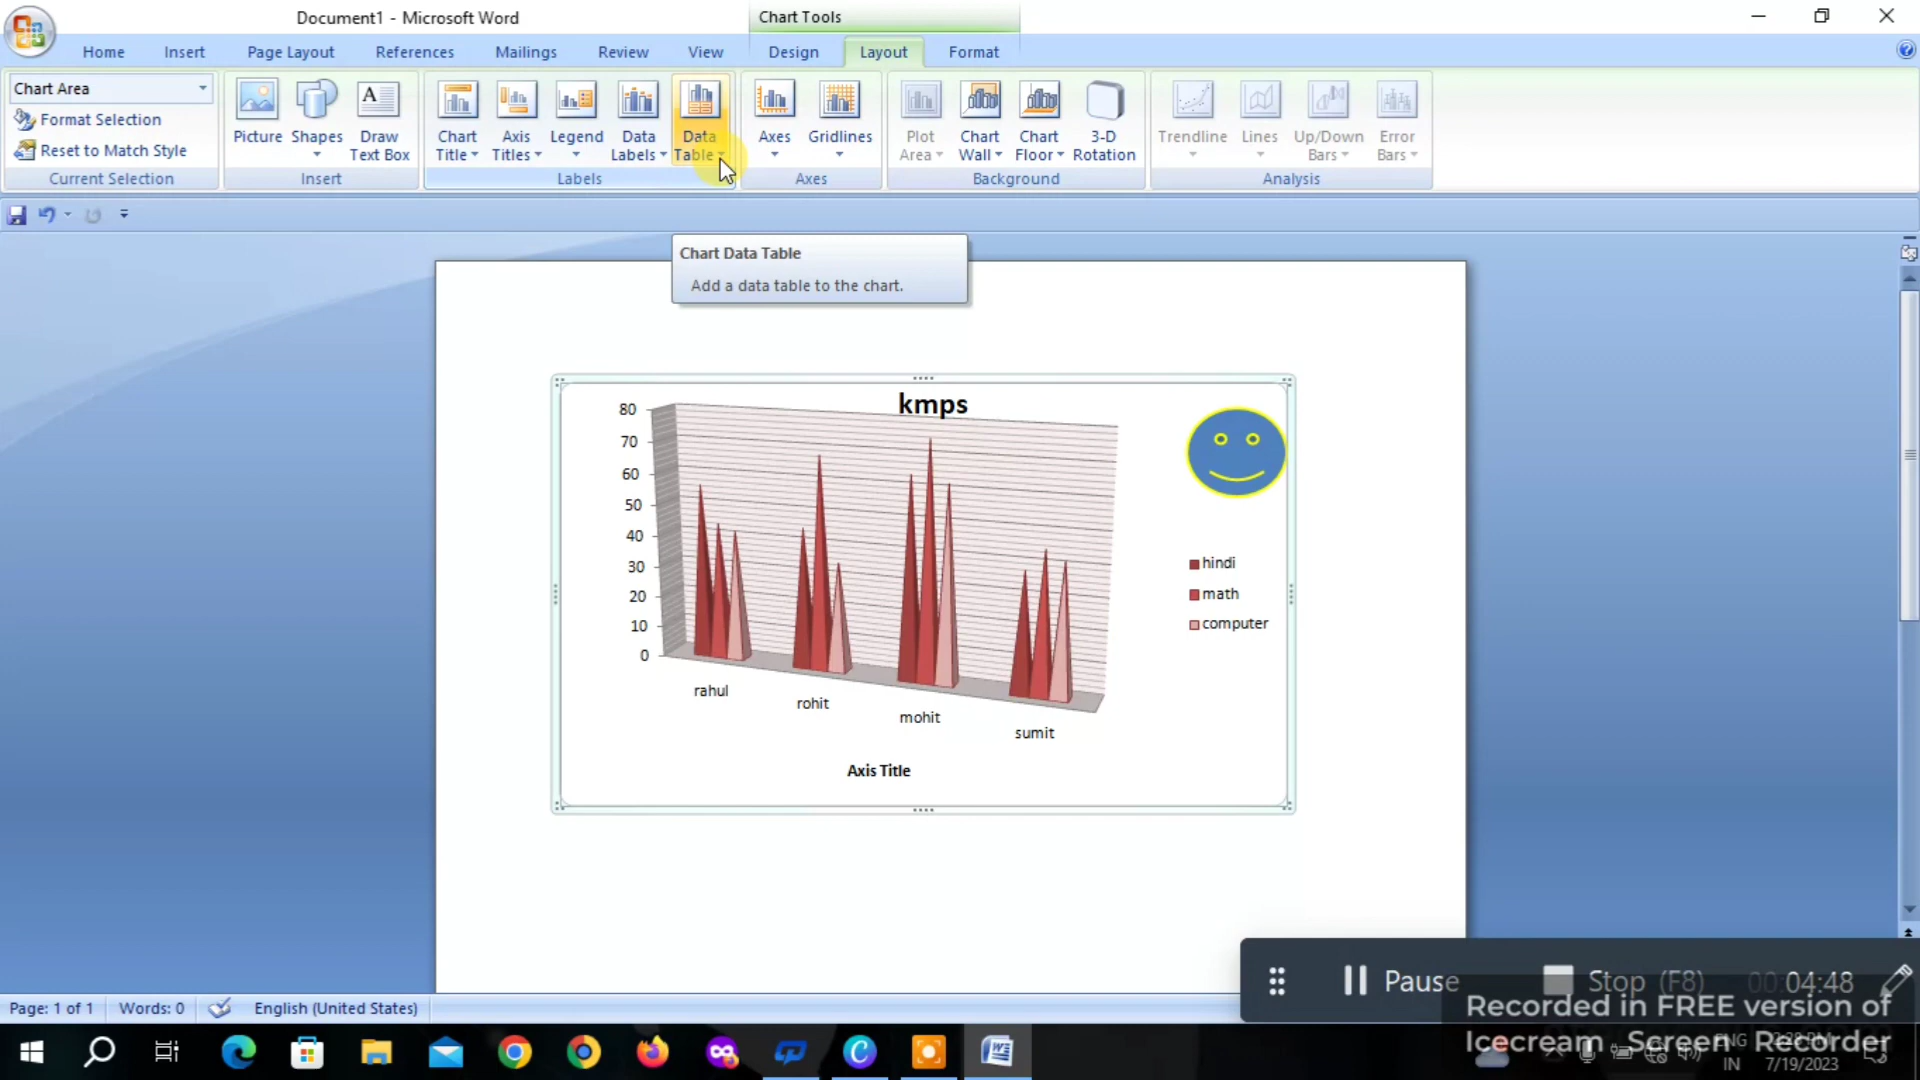 Document1 - Microsoft Word
Chart Tools
Home
Insert
Page Layout
References
Mailings
Review
View
Design
Layout
Format
Chart Area
Format Selection
Reset to Match Style
Current Selection
Picture
Shapes
Draw
Text Box
Insert
Chart
Title
Axis
Titles
Legend
Data
Labels
Data
Table
Labels
Axes
Gridlines
Axes
Plot
Area
Chart
Wall
Chart
Floor
3-D
Rotation
Background
Trendline
Lines
Up/Down
Bars
Error
Bars
Analysis
Chart Data Table
Add a data table to the chart.
kmps
80
70
60
50
40
30
20
10
0
rahul
rohit
mohit
sumit
Axis Title
hindi
math
computer
Pause
Stop (F8)
00:04:48
Recorded in FREE version of
Icecream Screen Recorder
Page: 1 of 1
Words: 0
English (United States)
ENG
IN
7/19/2023